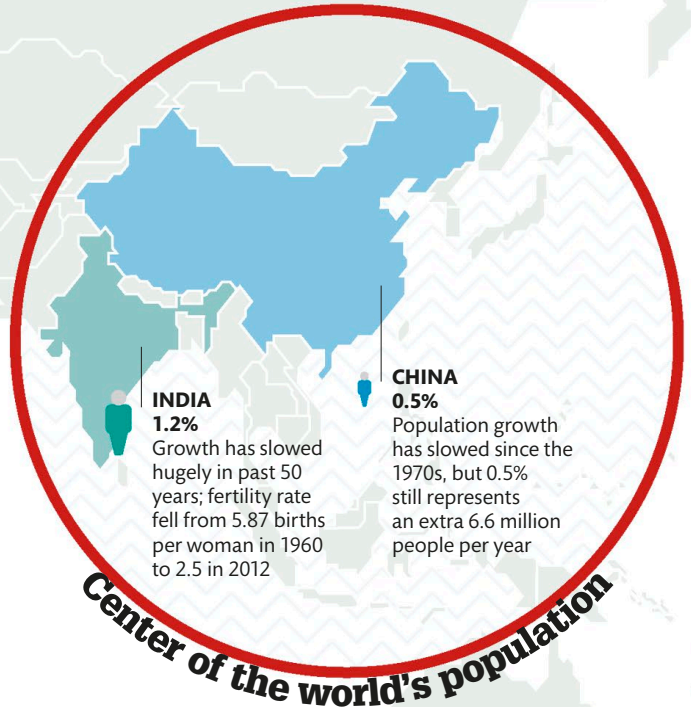 INDIA
1.2%
Growth has slowed
hugely in past 50
years; fertility rate
fell from 5.87 births
per woman in 1960
to 2.5 in 2012
CHINA
0.5%
Population growth
has slowed since the
1970s, but 0.5%
still represents
an extra 6.6 million
people per year
Center of the world's population